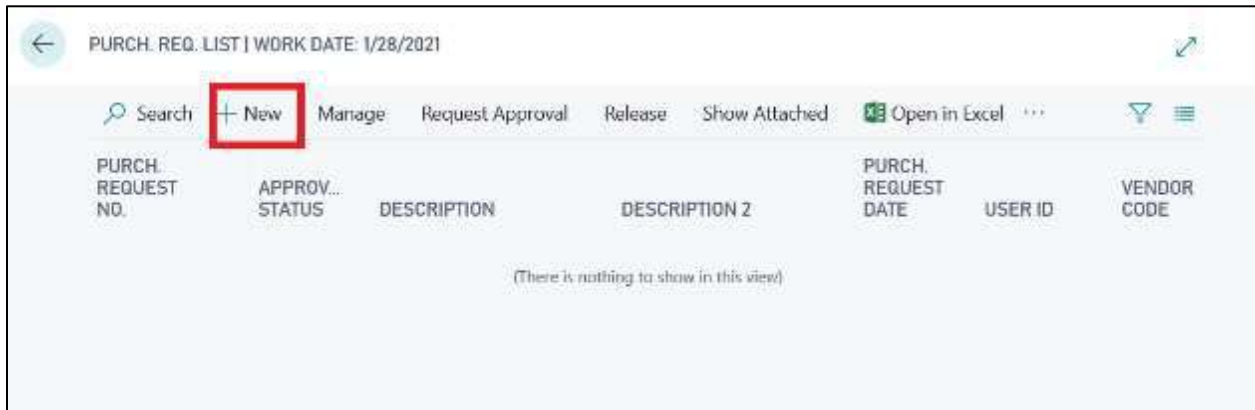 PURCH. REQ. LIST | WORK DATE: 1/28/2021
Search + New Manage Request Approval Release Show Attached Open in Excel ...
PURCH. REQUEST NO. APPROV... STATUS DESCRIPTION DESCRIPTION 2 PURCH. REQUEST DATE USER ID VENDOR CODE
(There is nothing to show in this view)